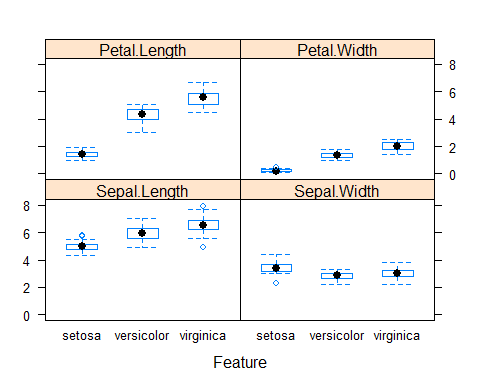 Petal.Length Petal.Width
8
6
4
2
0
Sepal.Length Sepal.Width
8
6
4
2
0
setosa versicolor virginica setosa versicolor virginica
Feature